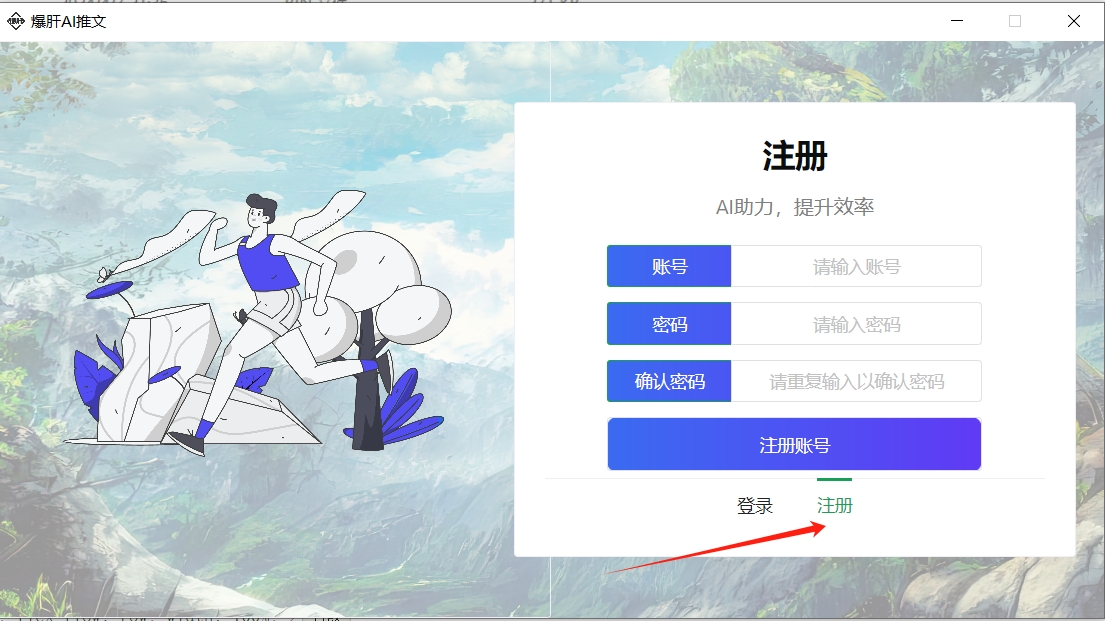 爆肝AI推文
注册
AI助力，提升效率
账号 请输入账号
密码 请输入密码
确认密码 请重复输入以确认密码
注册账号
登录 注册